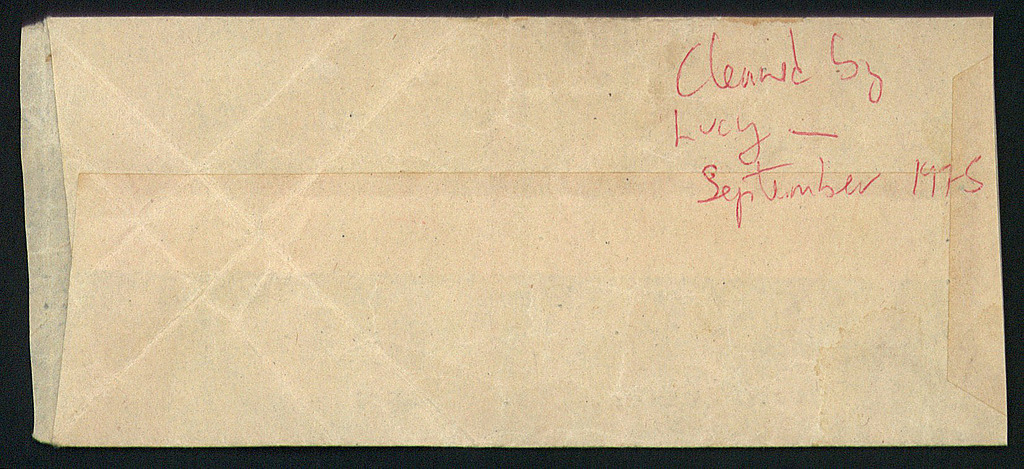 Cleaned by
Lucy —
September 1975